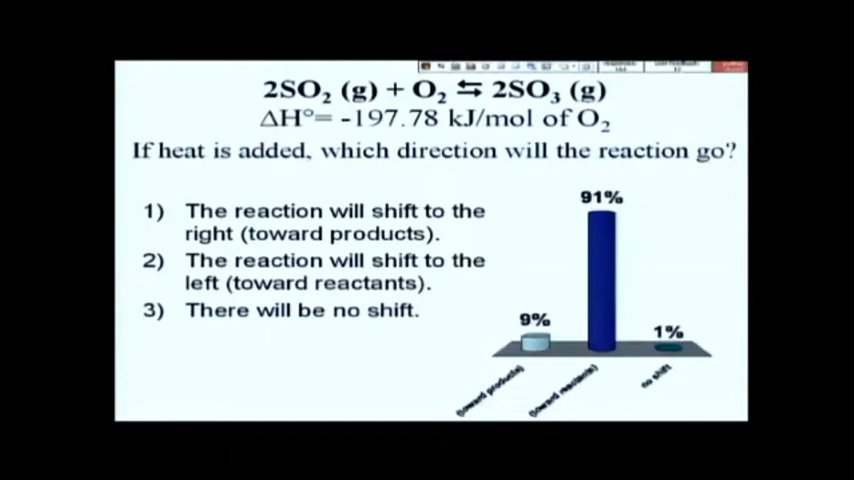 2SO₂ (g) + O₂ ⇆ 2SO₃ (g)
ΔH°= -197.78 kJ/mol of O₂
If heat is added, which direction will the reaction go?
1) The reaction will shift to the
right (toward products).
2) The reaction will shift to the
left (toward reactants).
3) There will be no shift.
91%
9%
1%
(toward products)
(toward reactants)
no shift